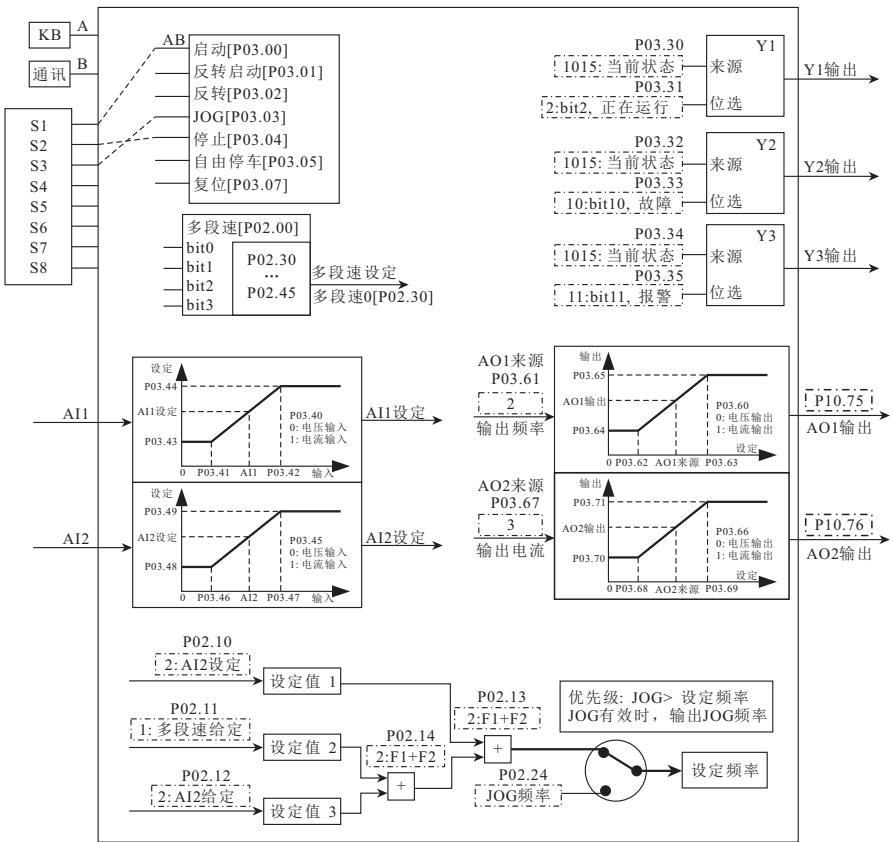 KB
A
通讯
B
S1
S2
S3
S4
S5
S6
S7
S8
AB
启动[P03.00]
反转启动[P03.01]
反转[P03.02]
JOG[P03.03]
停止[P03.04]
自由停车[P03.05]
复位[P03.07]
多段速[P02.00]
bit0
bit1
bit2
bit3
P02.30
...
P02.45
多段速设定
多段速0[P02.30]
P03.30
1015: 当前状态
P03.31
2:bit2, 正在运行
Y1
来源
位选
Y1输出
P03.32
1015: 当前状态
P03.33
10:bit10, 故障
Y2
来源
位选
Y2输出
P03.34
1015: 当前状态
P03.35
11:bit11, 报警
Y3
来源
位选
Y3输出
AI1
设定
P03.44
AI1设定
P03.43
P03.40
0: 电压输入
1: 电流输入
0
P03.41
AI1
P03.42
输入
AI1设定
AI2
设定
P03.49
AI2设定
P03.48
P03.45
0: 电压输入
1: 电流输入
0
P03.46
AI2
P03.47
输入
AI2设定
AO1来源
P03.61
2
输出频率
输出
P03.65
AO1输出
P03.64
P03.60
0: 电压输出
1: 电流输出
设定
0
P03.62
AO1来源
P03.63
P10.75
AO1输出
AO2来源
P03.67
3
输出电流
输出
P03.71
AO2输出
P03.70
P03.66
0: 电压输出
1: 电流输出
设定
0
P03.68
AO2来源
P03.69
P10.76
AO2输出
P02.10
2: AI2设定
设定值 1
P02.11
1: 多段速给定
设定值 2
P02.12
2: AI2给定
设定值 3
P02.14
2:F1+F2
+
P02.13
2:F1+F2
+
P02.24
JOG频率
优先级: JOG> 设定频率
JOG有效时，输出JOG频率
设定频率